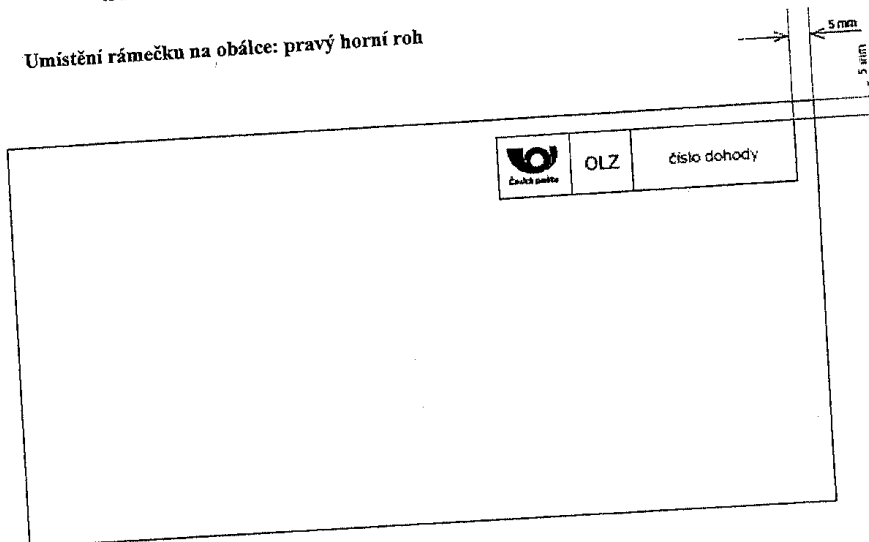 Umístění rámečku na obálce: pravý horní roh
5 mm
5 mm
Česká pošta
OLZ
číslo dohody